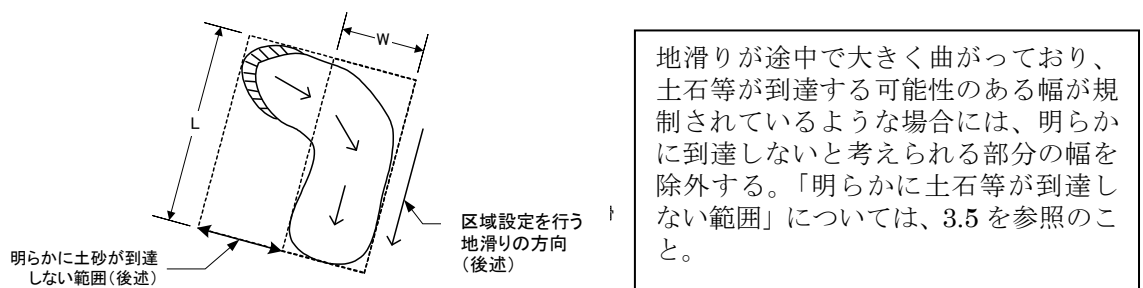 W
L
区域設定を行う
地滑りの方向
(後述)
明らかに土砂が到達
しない範囲(後述)
地滑りが途中で大きく曲がっており、
土石等が到達する可能性のある幅が規
制されているような場合には、明らか
に到達しないと考えられる部分の幅を
除外する。「明らかに土石等が到達し
ない範囲」については、3.5 を参照のこ
と。